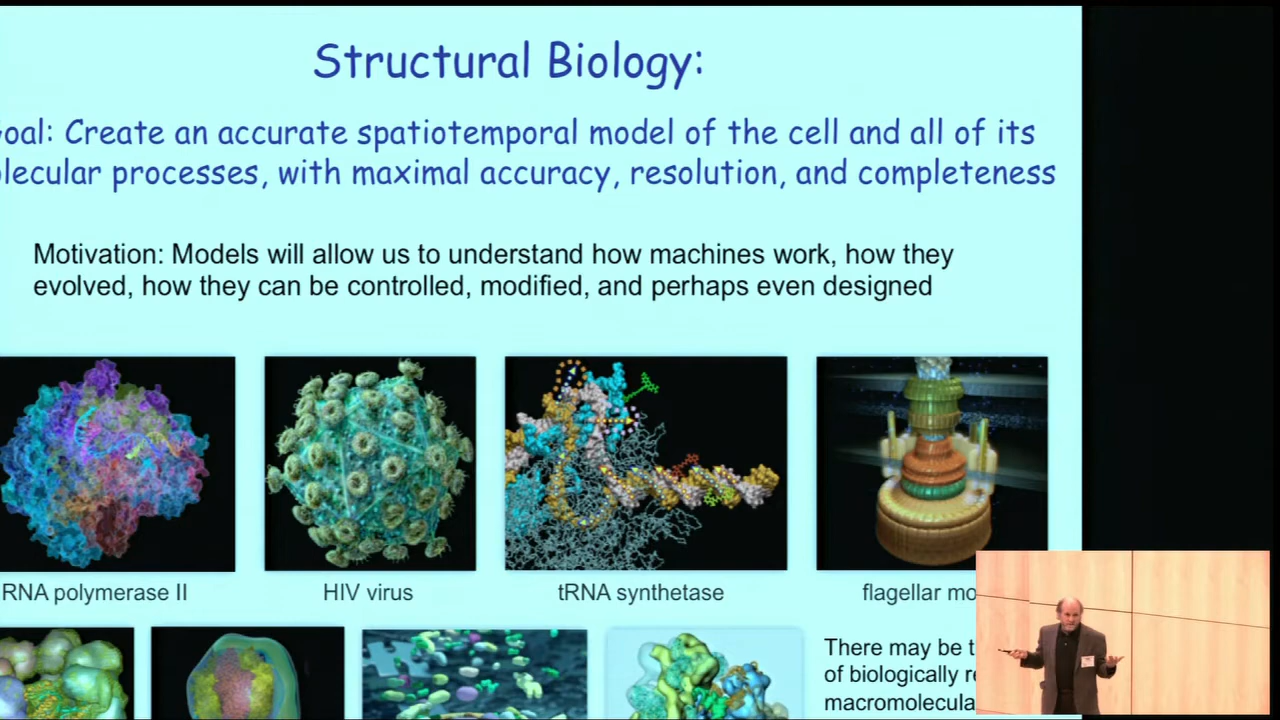 Structural Biology:
oal: Create an accurate spatiotemporal model of the cell and all of its
lecular processes, with maximal accuracy, resolution, and completeness
Motivation: Models will allow us to understand how machines work, how they
evolved, how they can be controlled, modified, and perhaps even designed
RNA polymerase II
HIV virus
tRNA synthetase
flagellar mo
There may be t
of biologically re
macromolecula